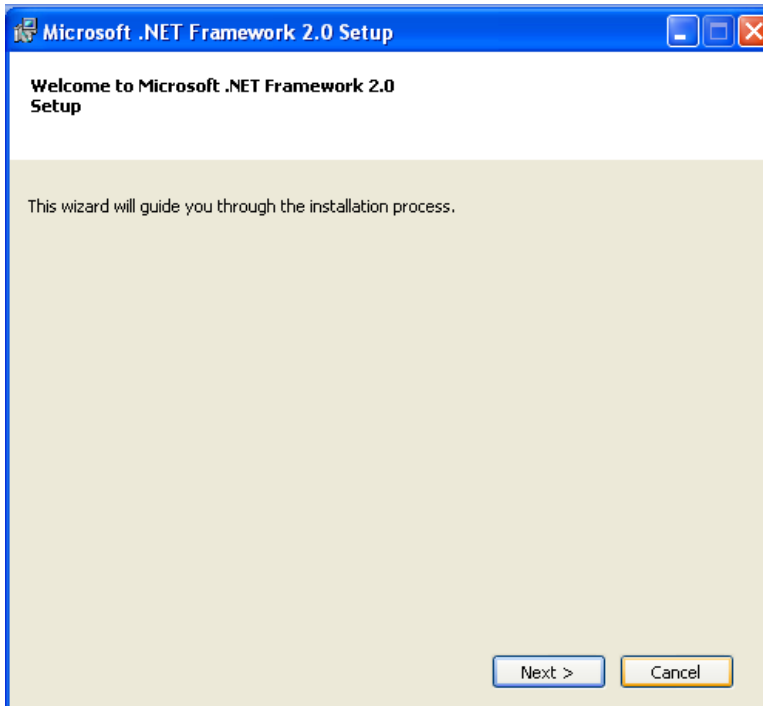 Microsoft .NET Framework 2.0 Setup
Welcome to Microsoft .NET Framework 2.0
Setup
This wizard will guide you through the installation process.
Next > Cancel